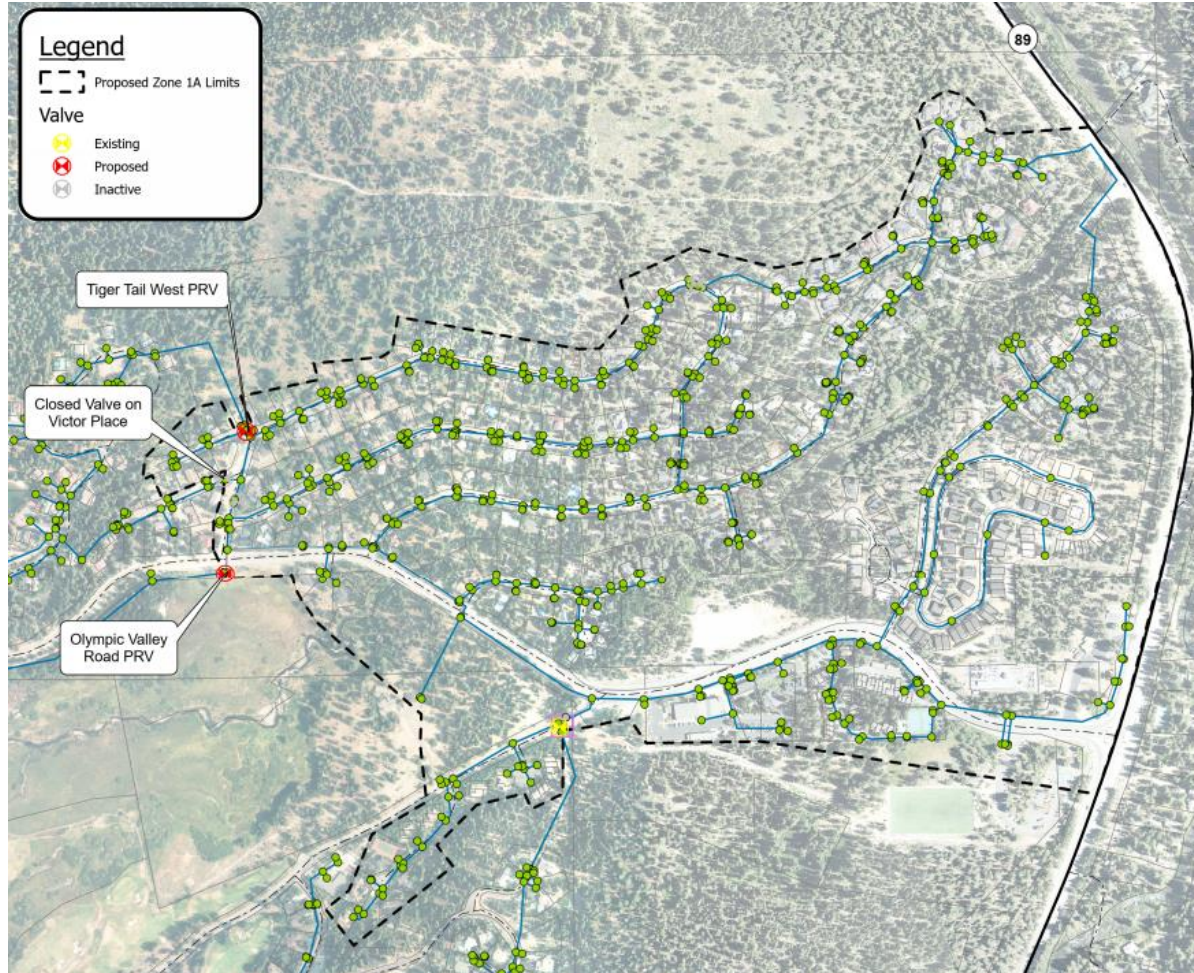 Legend
Proposed Zone 1A Limits
Valve
Existing
Proposed
Inactive
89
Tiger Tail West PRV
Closed Valve on
Victor Place
Olympic Valley
Road PRV